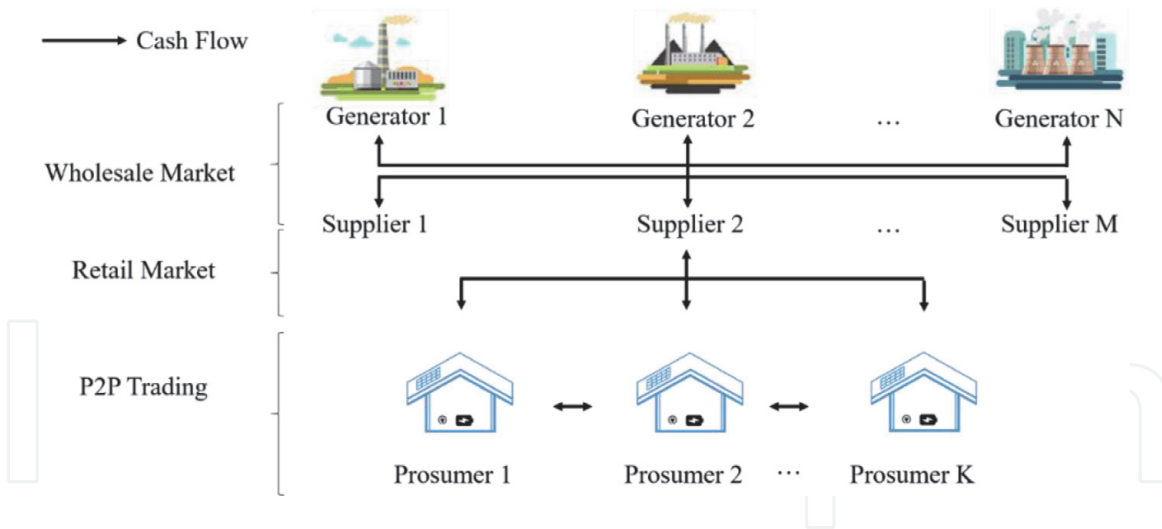 Cash Flow
Generator 1
Generator 2
...
Generator N
Wholesale Market
Supplier 1
Supplier 2
...
Supplier M
Retail Market
P2P Trading
Prosumer 1
Prosumer 2
...
Prosumer K